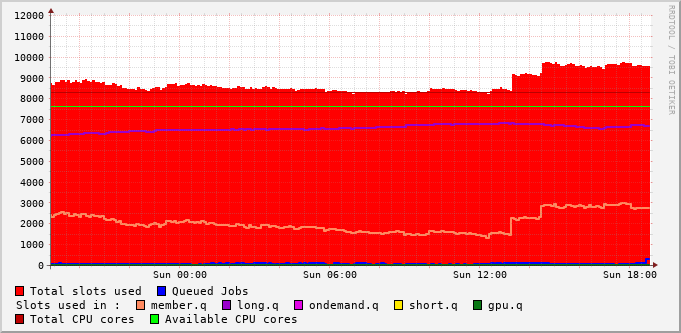 12000
11000
10000
9000
8000
7000
6000
5000
4000
3000
2000
1000
0
Sun 00:00 Sun 06:00 Sun 12:00 Sun 18:00
Total slots used Queued Jobs
Slots used in : member.q long.q ondemand.q short.q gpu.q
Total CPU cores Available CPU cores
RRDTOOL / TOBI OETIKER